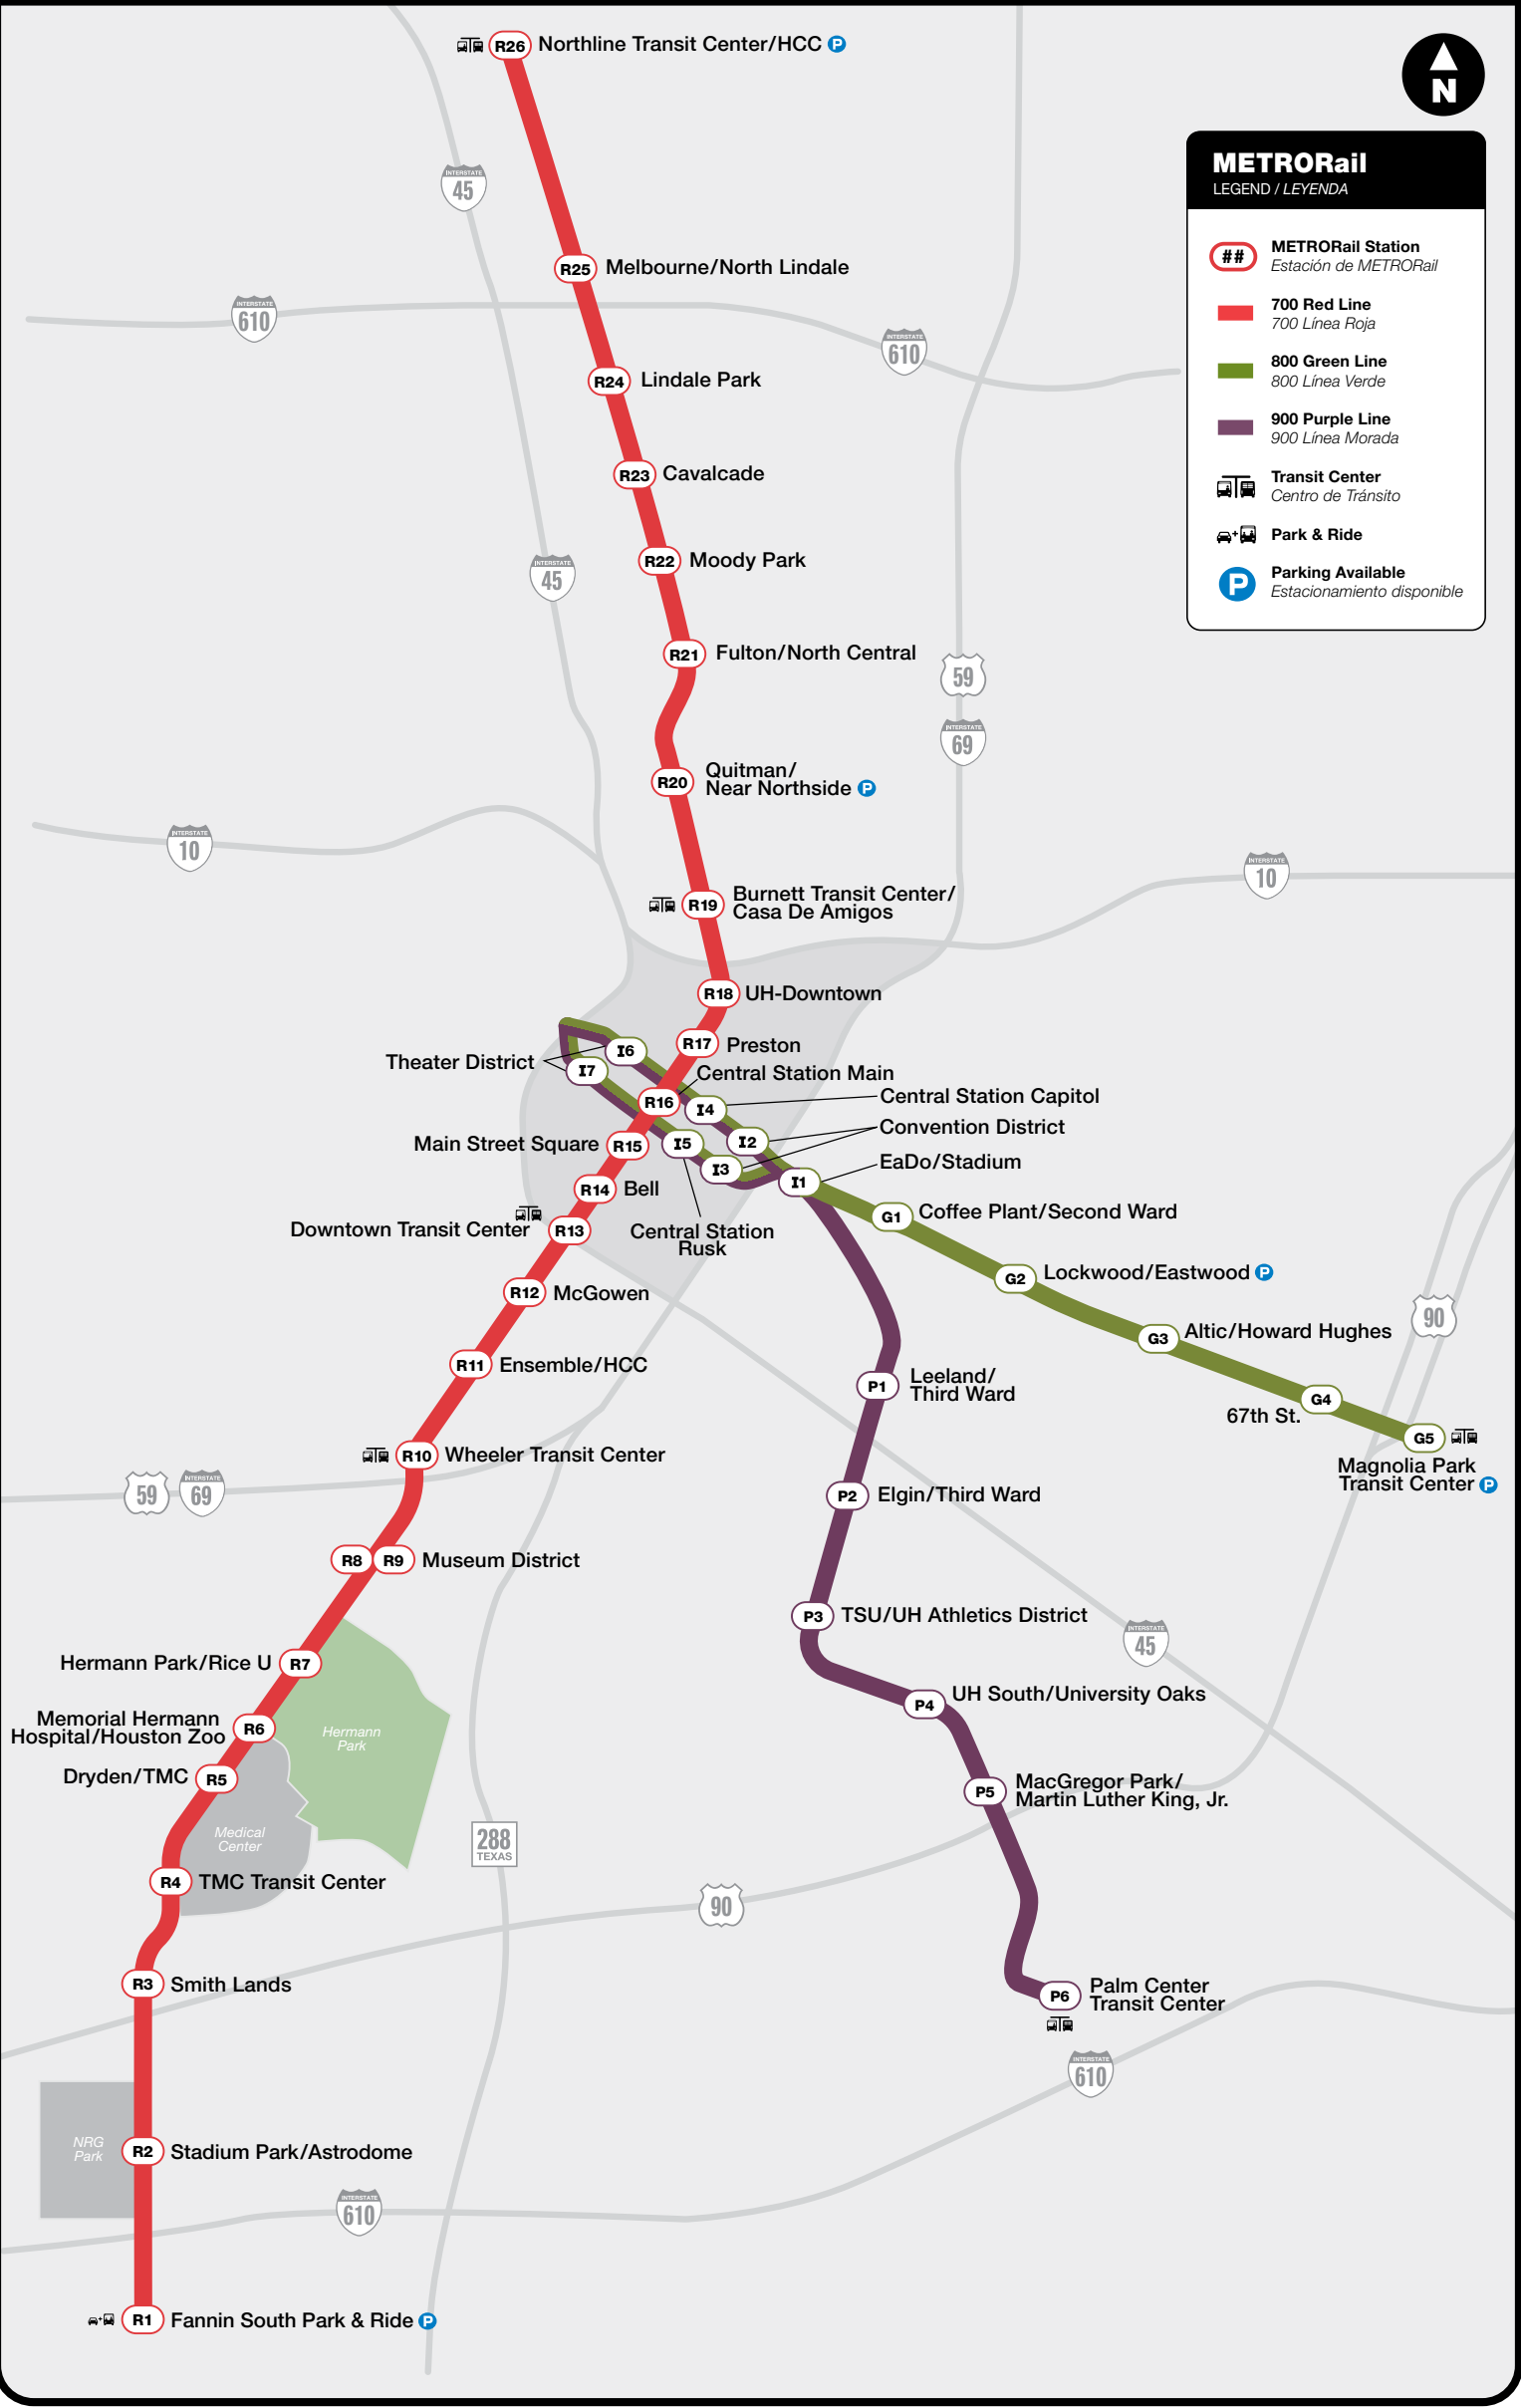 R26 Northline Transit Center/HCC P
N
METRORail
LEGEND / LEYENDA
## METRORail Station
Estación de METRORail
700 Red Line
700 Línea Roja
800 Green Line
800 Línea Verde
900 Purple Line
900 Línea Morada
Transit Center
Centro de Tránsito
Park & Ride
P Parking Available
Estacionamiento disponible
INTERSTATE
45
R25 Melbourne/North Lindale
INTERSTATE
610
INTERSTATE
610
R24 Lindale Park
R23 Cavalcade
R22 Moody Park
INTERSTATE
45
R21 Fulton/North Central
59
INTERSTATE
69
R20 Quitman/
Near Northside P
INTERSTATE
10
INTERSTATE
10
R19 Burnett Transit Center/
Casa De Amigos
R18 UH-Downtown
R17 Preston
Theater District
I6
I7
Central Station Main
R16
I4
Central Station Capitol
I2
Convention District
Main Street Square R15
I5
I3
EaDo/Stadium
I1
R14 Bell
Downtown Transit Center R13
Central Station
Rusk
G1 Coffee Plant/Second Ward
G2 Lockwood/Eastwood P
R12 McGowen
90
G3 Altic/Howard Hughes
R11 Ensemble/HCC
P1 Leeland/
Third Ward
G4
67th St.
G5
Magnolia Park
Transit Center P
R10 Wheeler Transit Center
59
INTERSTATE
69
P2 Elgin/Third Ward
R8 R9 Museum District
P3 TSU/UH Athletics District
INTERSTATE
45
Hermann Park/Rice U R7
P4 UH South/University Oaks
Memorial Hermann
Hospital/Houston Zoo R6
Hermann
Park
Dryden/TMC R5
P5 MacGregor Park/
Martin Luther King, Jr.
Medical
Center
288
TEXAS
R4 TMC Transit Center
90
R3 Smith Lands
P6 Palm Center
Transit Center
INTERSTATE
610
NRG
Park
R2 Stadium Park/Astrodome
INTERSTATE
610
R1 Fannin South Park & Ride P